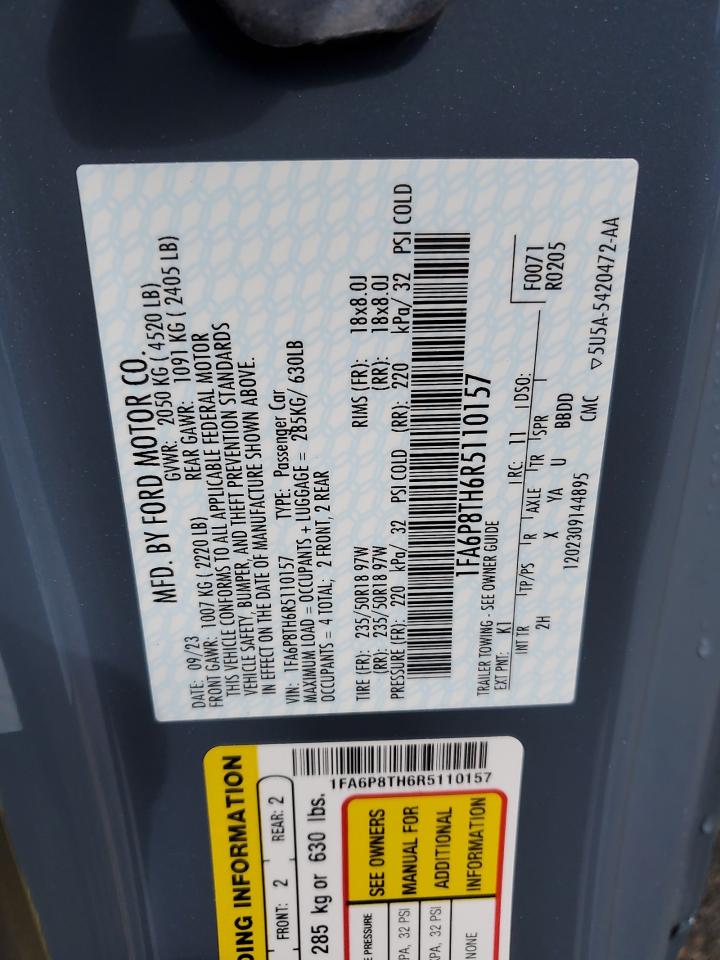 MFD. BY FORD MOTOR CO.
DATE: 09/23 GVWR: 2050 KG ( 4520 LB)
FRONT GAWR: 1007 KG ( 2220 LB) REAR GAWR: 1091 KG ( 2405 LB)
THIS VEHICLE CONFORMS TO ALL APPLICABLE FEDERAL MOTOR
VEHICLE SAFETY, BUMPER, AND THEFT PREVENTION STANDARDS
IN EFFECT ON THE DATE OF MANUFACTURE SHOWN ABOVE.
VIN: 1FA6P8TH6R5110157 TYPE: Passenger Car
MAXIMUM LOAD = OCCUPANTS + LUGGAGE = 285KG/ 630LB
OCCUPANTS = 4 TOTAL; 2 FRONT, 2 REAR
TIRE (FR): 235/50R18 97W RIMS (FR): 18x8.0J
(RR): 235/50R18 97W (RR): 18x8.0J
PRESSURE (FR): 220 kPa/ 32 PSI COLD (RR): 220 kPa/ 32 PSI COLD
1FA6P8TH6R5110157
TRAILER TOWING - SEE OWNER GUIDE
EXT PNT: K1 RC: 11 DSO:
F0071
R0205
INT TR TP/PS R AXLE TR SPR
2H X YA U BBDD
1202309144895 CMC ▽5U5A-5420472-AA
1FA6P8TH6R5110157
DING INFORMATION
FRONT: 2 REAR: 2
285 kg or 630 lbs.
SEE OWNERS
MANUAL FOR
ADDITIONAL
INFORMATION
E PRESSURE
KPA, 32 PSI
KPA, 32 PSI
NONE